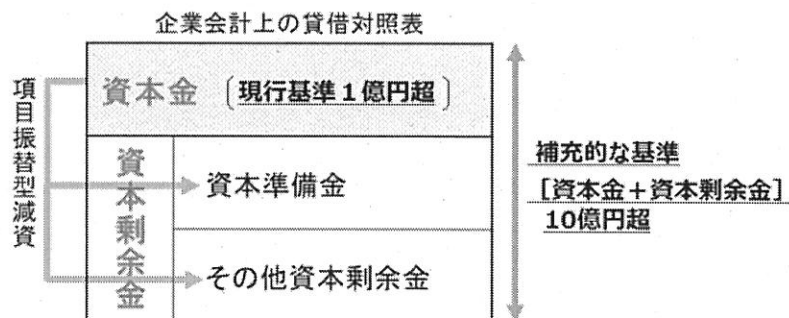 企業会計上の貸借対照表
項目振替型減資
資本金〔現行基準1億円超〕
資本剰余金
資本準備金
その他資本剰余金
補充的な基準
[資本金+資本剰余金]
10億円超